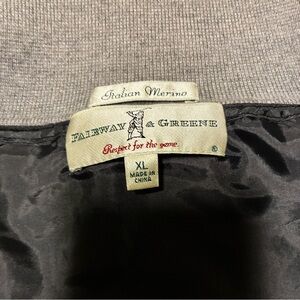 Italian Merino
FAIRWAY & GREENE
Respect for the game.
®
XL
MADE IN
CHINA